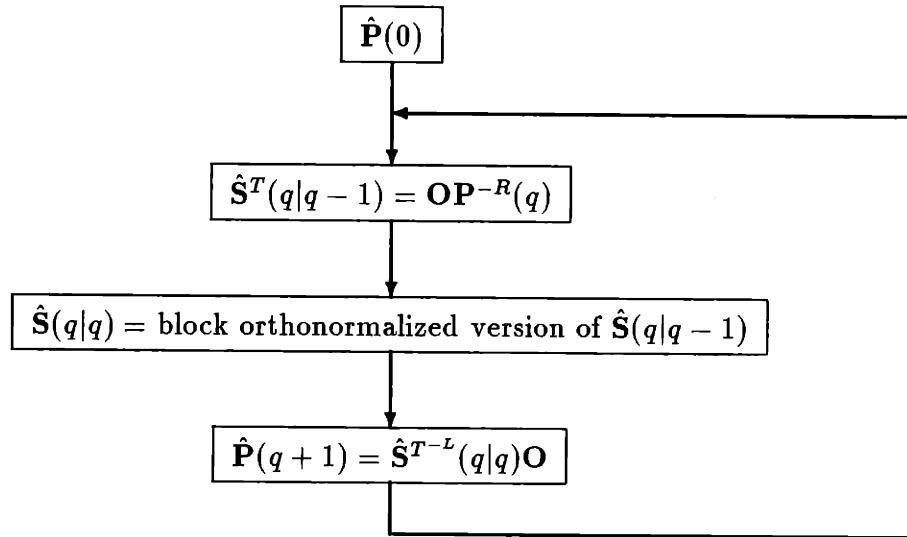 P̂(0)
Ŝ^T(q|q − 1) = OP^{−R}(q)
Ŝ(q|q) = block orthonormalized version of Ŝ(q|q − 1)
P̂(q + 1) = Ŝ^{T^{−L}}(q|q)O